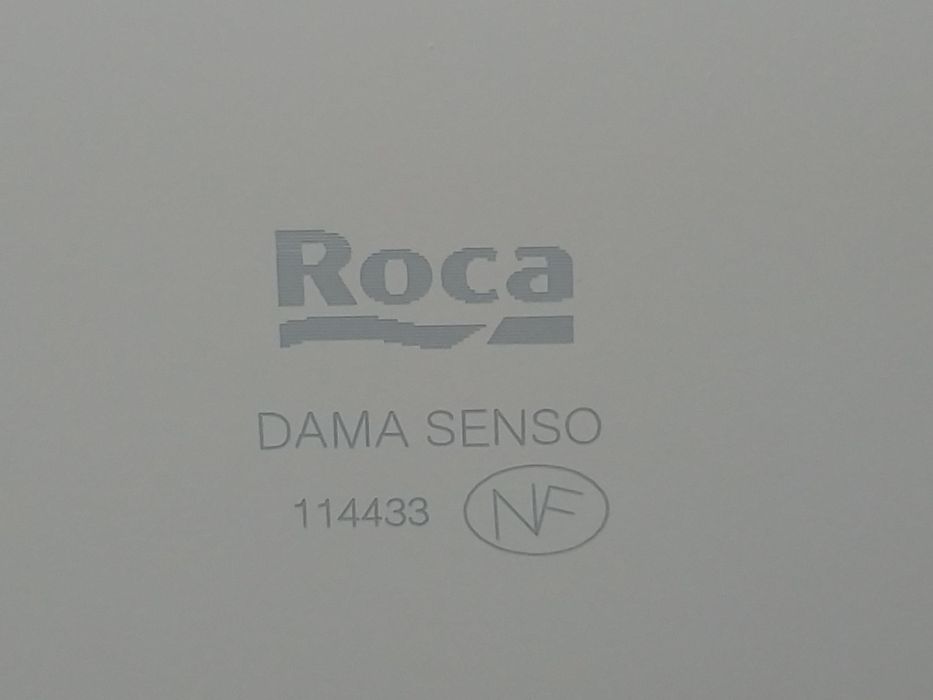 Roca
DAMA SENSO
114433 NF